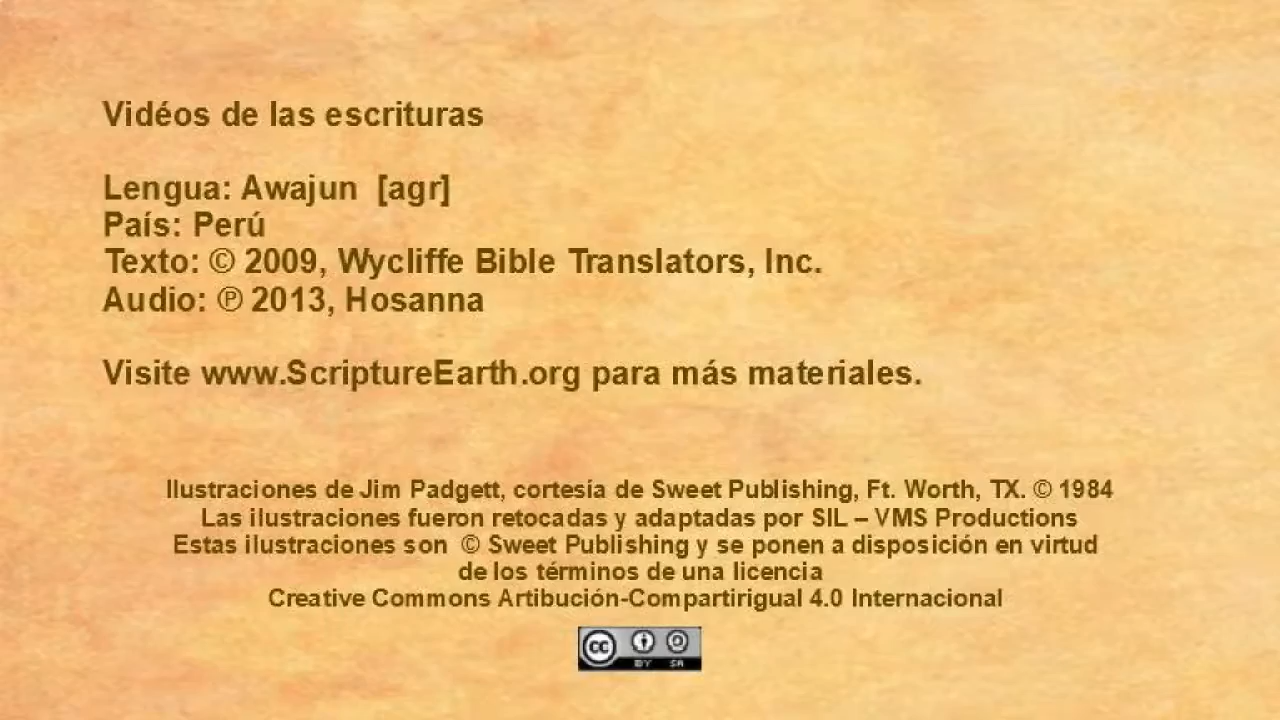 Vidéos de las escrituras
Lengua: Awajun [agr]
País: Perú
Texto: © 2009, Wycliffe Bible Translators, Inc.
Audio: ℗ 2013, Hosanna
Visite www.ScriptureEarth.org para más materiales.
Ilustraciones de Jim Padgett, cortesía de Sweet Publishing, Ft. Worth, TX. © 1984
Las ilustraciones fueron retocadas y adaptadas por SIL – VMS Productions
Estas ilustraciones son © Sweet Publishing y se ponen a disposición en virtud
de los términos de una licencia
Creative Commons Artibución-Compartirigual 4.0 Internacional
cc BY SA